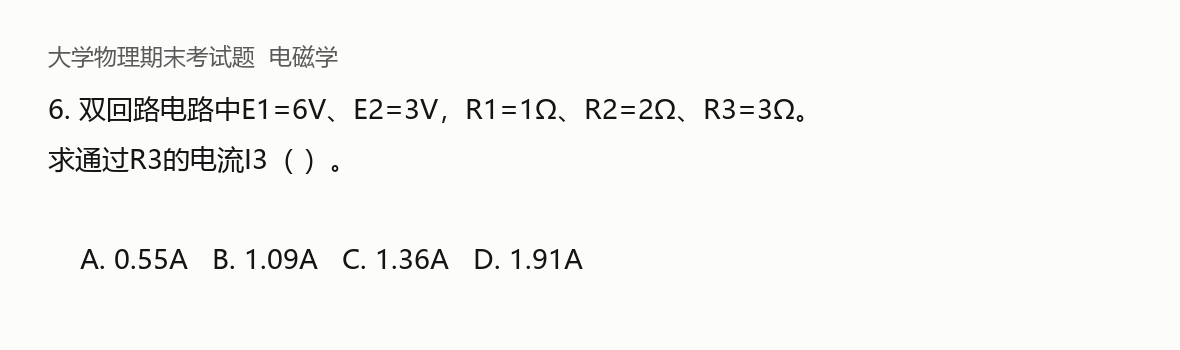 大学物理期末考试题 电磁学
6. 双回路电路中E1=6V、E2=3V，R1=1Ω、R2=2Ω、R3=3Ω。
求通过R3的电流I3（ ）。
A. 0.55A B. 1.09A C. 1.36A D. 1.91A